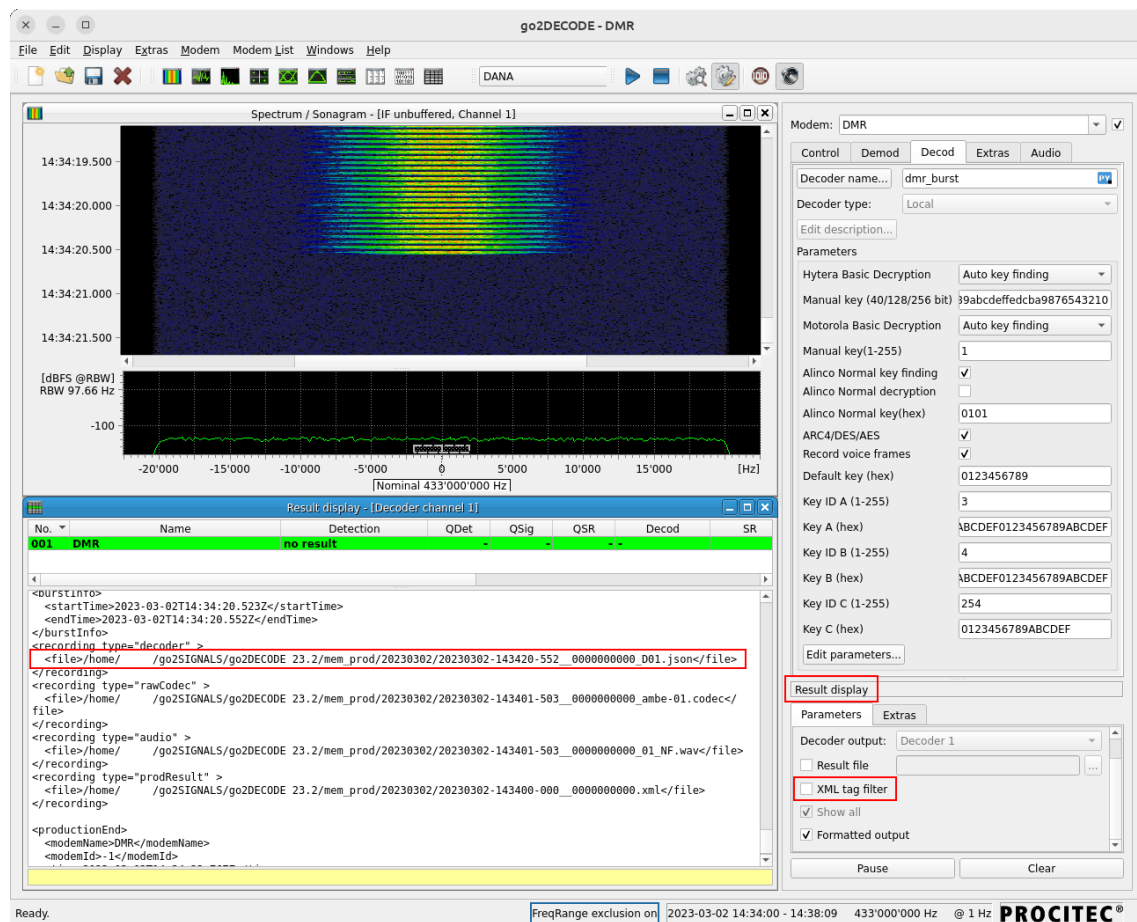 go2DECODE - DMR
File Edit Display Extras Modem Modem List Windows Help
DANA
Spectrum / Sonagram - [IF unbuffered, Channel 1]
14:34:19.500
14:34:20.000
14:34:20.500
14:34:21.000
14:34:21.500
[dBFS @RBW]
RBW 97.66 Hz
-100
-20'000 -15'000 -10'000 -5'000 0 5'000 10'000 15'000 [Hz]
Nominal 433'000'000 Hz
Result display - [Decoder channel 1]
No. Name Detection QDet QSig QSR Decod SR
001 DMR no result - - - -
<burstInfo>
<startTime>2023-03-02T14:34:20.523Z</startTime>
<endTime>2023-03-02T14:34:20.552Z</endTime>
</burstInfo>
<recording type="decoder" >
<file>/home/ /go2SIGNALS/go2DECODE 23.2/mem_prod/20230302/20230302-143420-552__0000000000_D01.json</file>
</recording>
<recording type="rawCodec" >
<file>/home/ /go2SIGNALS/go2DECODE 23.2/mem_prod/20230302/20230302-143401-503__0000000000_ambe-01.codec</
file>
</recording>
<recording type="audio" >
<file>/home/ /go2SIGNALS/go2DECODE 23.2/mem_prod/20230302/20230302-143401-503__0000000000_01_NF.wav</file>
</recording>
<recording type="prodResult" >
<file>/home/ /go2SIGNALS/go2DECODE 23.2/mem_prod/20230302/20230302-143400-000__0000000000.xml</file>
</recording>
<productionEnd>
<modemName>DMR</modemName>
<modemId>-1</modemId>
Modem: DMR
Control Demod Decod Extras Audio
Decoder name... dmr_burst PY
Decoder type: Local
Edit description...
Parameters
Hytera Basic Decryption Auto key finding
Manual key (40/128/256 bit) 39abcdeffedcba9876543210
Motorola Basic Decryption Auto key finding
Manual key(1-255) 1
Alinco Normal key finding
Alinco Normal decryption
Alinco Normal key(hex) 0101
ARC4/DES/AES
Record voice frames
Default key (hex) 0123456789
Key ID A (1-255) 3
Key A (hex) ABCDEF0123456789ABCDEF
Key ID B (1-255) 4
Key B (hex) ABCDEF0123456789ABCDEF
Key ID C (1-255) 254
Key C (hex) 0123456789ABCDEF
Edit parameters...
Result display
Parameters Extras
Decoder output: Decoder 1
Result file ...
XML tag filter
Show all
Formatted output
Pause Clear
Ready. FreqRange exclusion on 2023-03-02 14:34:00 - 14:38:09 433'000'000 Hz @ 1 Hz PROCITEC®